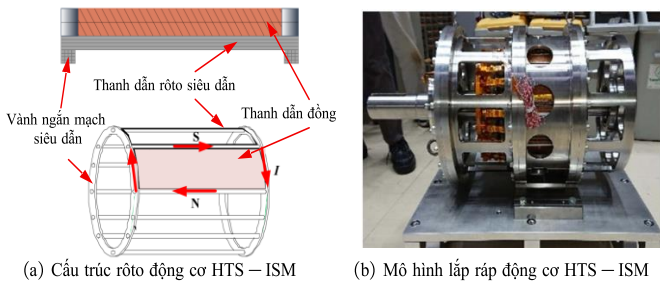 Thanh dẫn rôto siêu dẫn
Vành ngắn mạch
siêu dẫn
Thanh dẫn đồng
S
I
N
(a) Cấu trúc rôto động cơ HTS – ISM
(b) Mô hình lắp ráp động cơ HTS – ISM